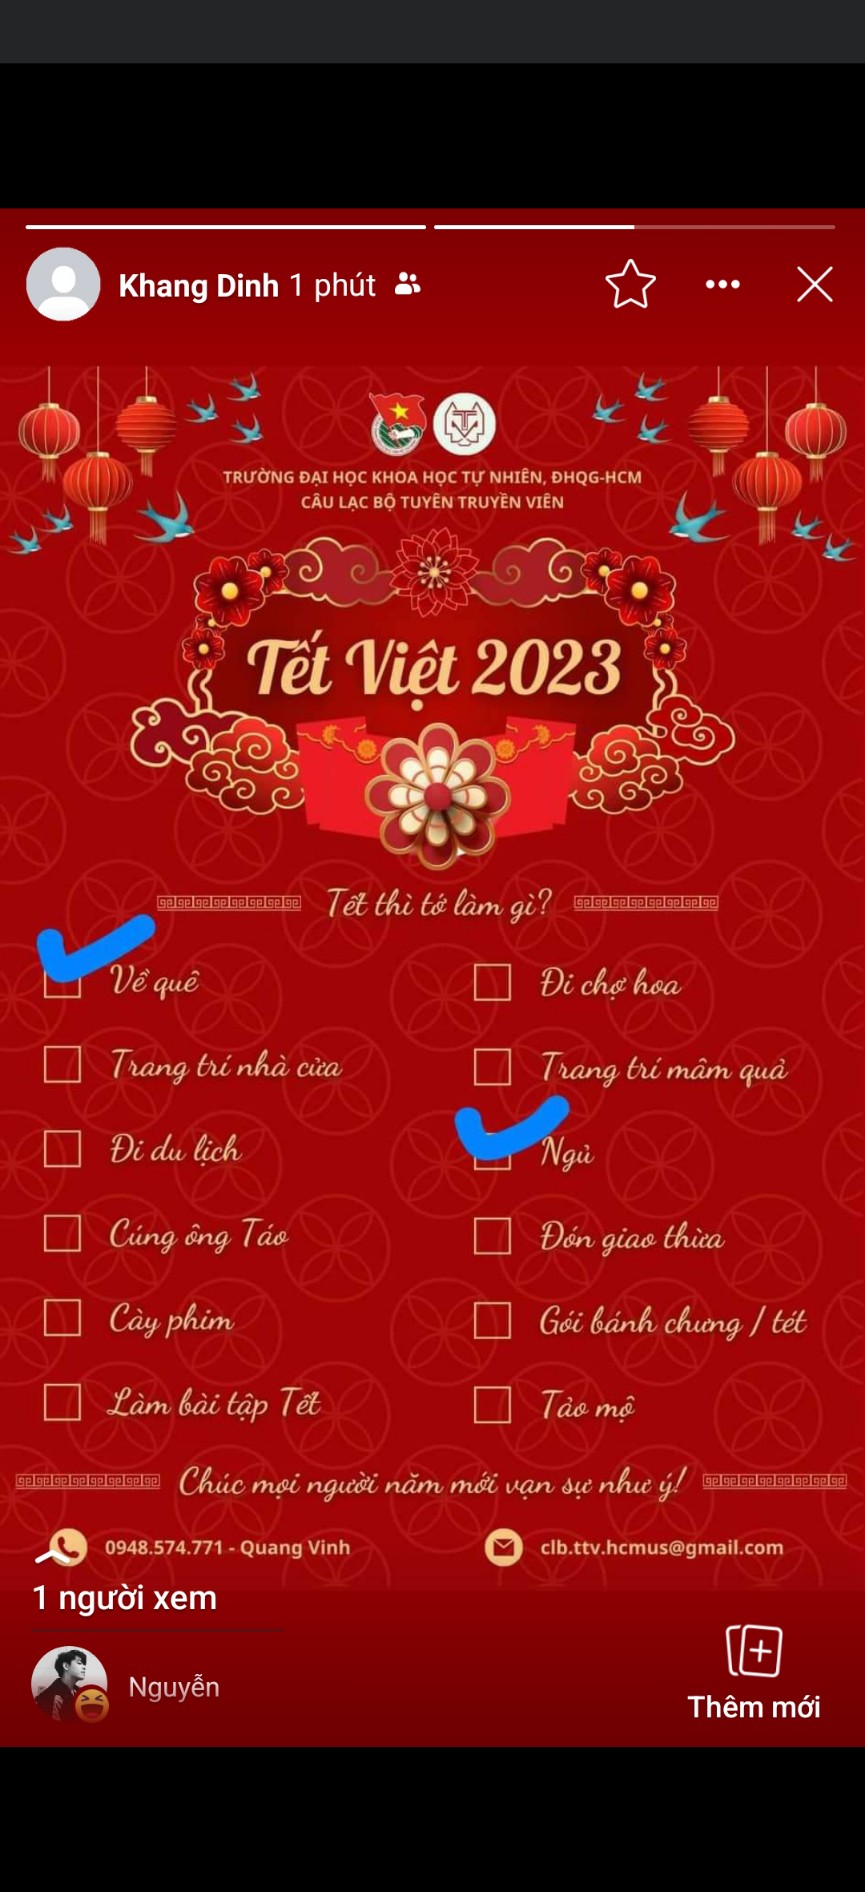 Khang Dinh 1 phút
TRƯỜNG ĐẠI HỌC KHOA HỌC TỰ NHIÊN, ĐHQG-HCM
CÂU LẠC BỘ TUYÊN TRUYỀN VIÊN
Tết Việt 2023
Tết thì tớ làm gì?
Về quê
Đi chợ hoa
Trang trí nhà cửa
Trang trí mâm quả
Đi du lịch
Ngủ
Cúng ông Táo
Đón giao thừa
Cày phim
Gói bánh chưng / tét
Làm bài tập Tết
Tảo mộ
Chúc mọi người năm mới vạn sự như ý!
0948.574.771 - Quang Vinh
clb.ttv.hcmus@gmail.com
1 người xem
Nguyễn
Thêm mới